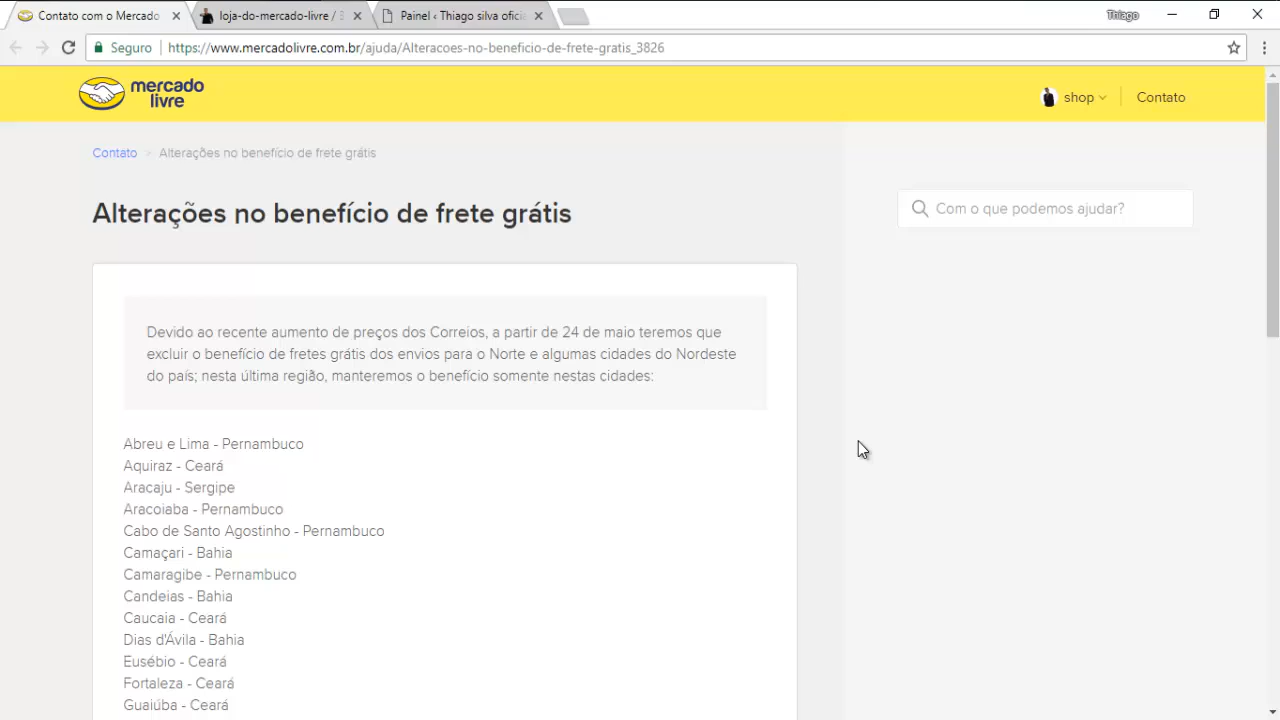 Contato com o Mercado
loja-do-mercado-livre / 3
Painel ‹ Thiago silva oficia
Thiago
Seguro
https://www.mercadolivre.com.br/ajuda/Alteracoes-no-beneficio-de-frete-gratis_3826
mercado
livre
shop
Contato
Contato > Alterações no benefício de frete grátis
Alterações no benefício de frete grátis
Com o que podemos ajudar?
Devido ao recente aumento de preços dos Correios, a partir de 24 de maio teremos que
excluir o benefício de fretes grátis dos envios para o Norte e algumas cidades do Nordeste
do país; nesta última região, manteremos o benefício somente nestas cidades:
Abreu e Lima - Pernambuco
Aquiraz - Ceará
Aracaju - Sergipe
Aracoiaba - Pernambuco
Cabo de Santo Agostinho - Pernambuco
Camaçari - Bahia
Camaragibe - Pernambuco
Candeias - Bahia
Caucaia - Ceará
Dias d'Ávila - Bahia
Eusébio - Ceará
Fortaleza - Ceará
Guaiúba - Ceará